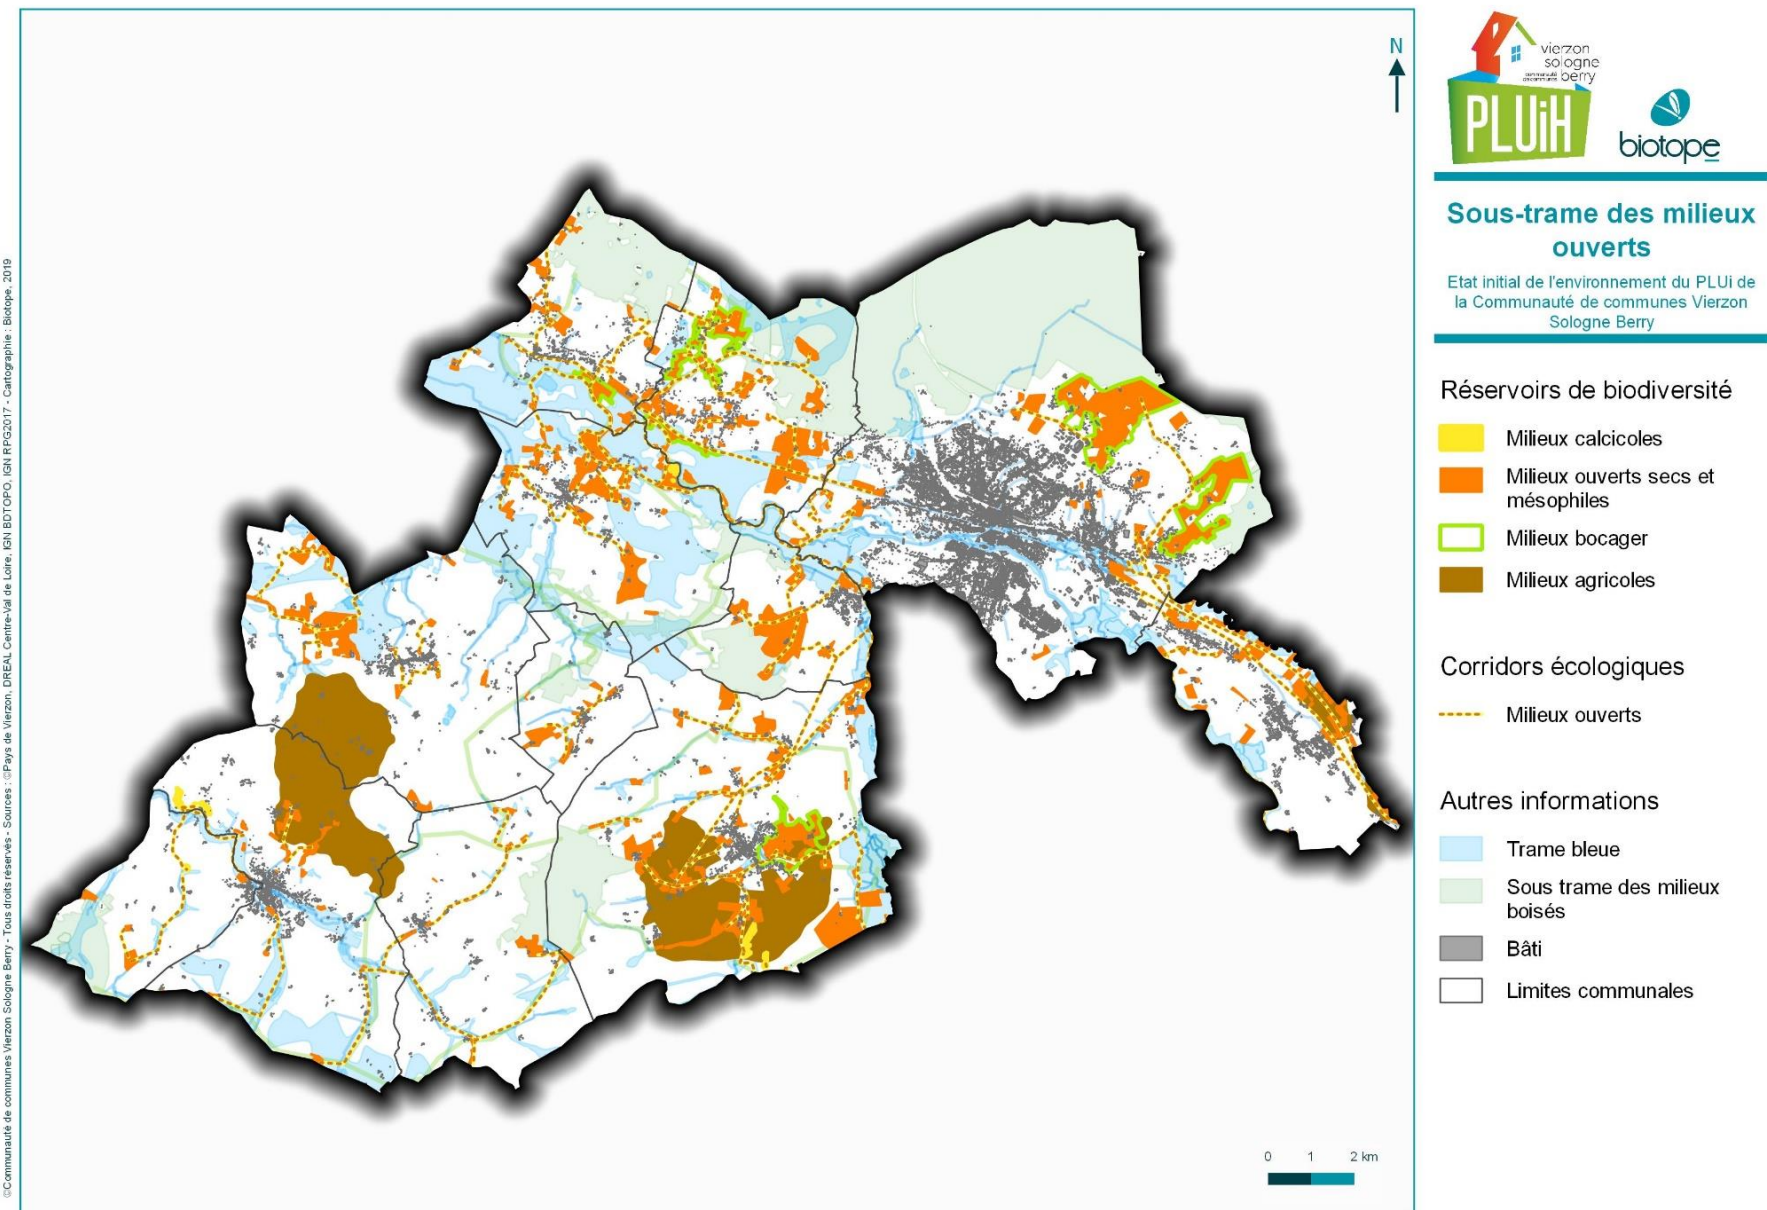 ©Communauté de communes Vierzon Sologne Berry - Tous droits réservés - Sources : ©Pays de Vierzon, DREAL Centre-Val de Loire, IGN BDTOPO, IGN RPG2017 - Cartographie : Biotope, 2019
N
0 1 2 km
vierzon
sologne
communauté de communes berry
PLUiH
biotope
Sous-trame des milieux
ouverts
Etat initial de l'environnement du PLUi de
la Communauté de communes Vierzon
Sologne Berry
Réservoirs de biodiversité
Milieux calcicoles
Milieux ouverts secs et
mésophiles
Milieux bocager
Milieux agricoles
Corridors écologiques
Milieux ouverts
Autres informations
Trame bleue
Sous trame des milieux
boisés
Bâti
Limites communales